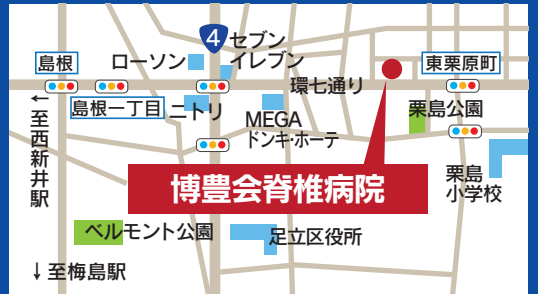 4
セブン
イレブン
ローソン
島根
東栗原町
環七通り
島根一丁目
ニトリ
MEGA
ドンキ・ホーテ
栗島公園
←至西新井駅
博豊会脊椎病院
栗島
小学校
ベルモント公園
足立区役所
↓至梅島駅